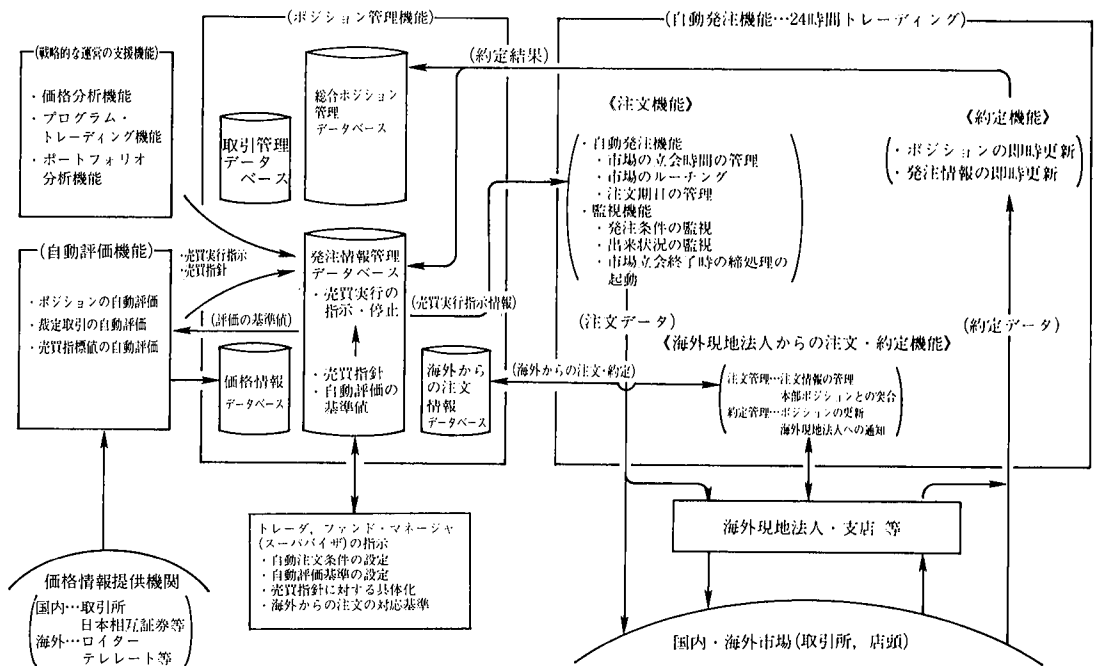 (戦略的な運営の支援機能)
・価格分析機能
・プログラム・
トレーディング機能
・ポートフォリオ
分析機能
(ポジション管理機能)
総合ポジション
管理
データベース
取引管理
データ
ベース
(自動発注機能…24時間トレーディング)
(約定結果)
《注文機能》
・自動発注機能
・市場の立会時間の管理
・市場のルーチング
・注文期日の管理
・監視機能
・発注条件の監視
・出来状況の監視
・市場立会終了時の締処理の
起動
《約定機能》
・ポジションの即時更新
・発注情報の即時更新
(自動評価機能)
・ポジションの自動評価
・裁定取引の自動評価
・売買指標値の自動評価
・売買実行指示
・売買指針
(評価の基準値)
発注情報管理
データベース
・売買実行の
指示・停止
・売買指針
・自動評価の
基準値
(売買実行指示情報)
価格情報
データベース
海外から
の注文
情報
データベース
(注文データ)
(約定データ)
《海外現地法人からの注文・約定機能》
(海外からの注文・約定)
注文管理…注文情報の管理
本部ポジションとの突合
約定管理…ポジションの更新
海外現地法人への通知
海外現地法人・支店 等
トレーダ,ファンド・マネージャ
(スーパバイザ)の指示
・自動注文条件の設定
・自動評価基準の設定
・売買指針に対する具体化
・海外からの注文の対応基準
価格情報提供機関
国内…取引所
日本相互証券等
海外…ロイター
テレレート等
国内・海外市場(取引所,店頭)